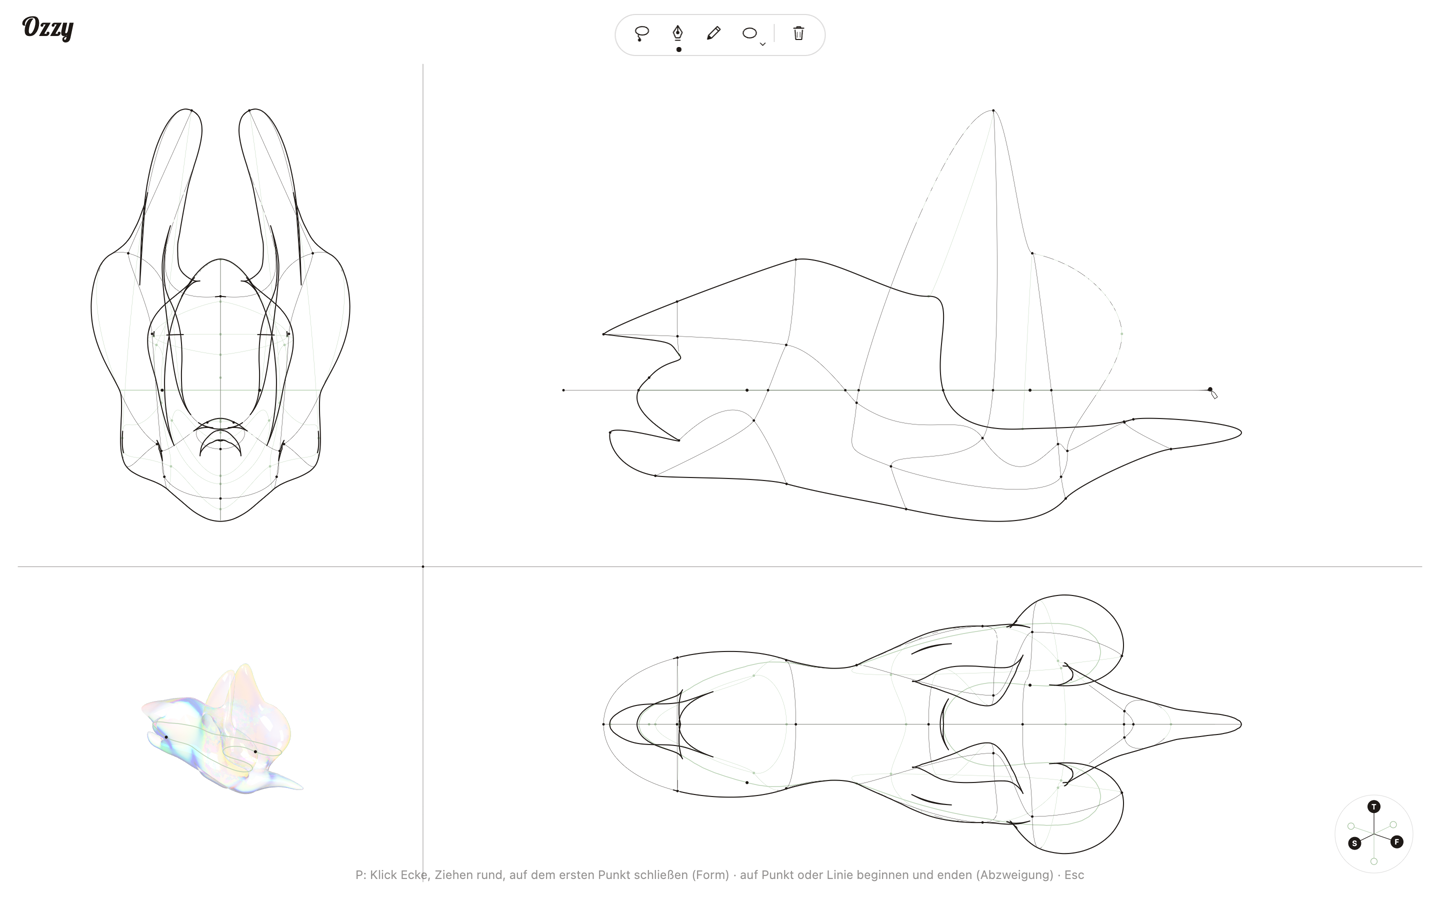 Ozzy
T
S
F
P: Klick Ecke, Ziehen rund, auf dem ersten Punkt schließen (Form) · auf Punkt oder Linie beginnen und enden (Abzweigung) · Esc